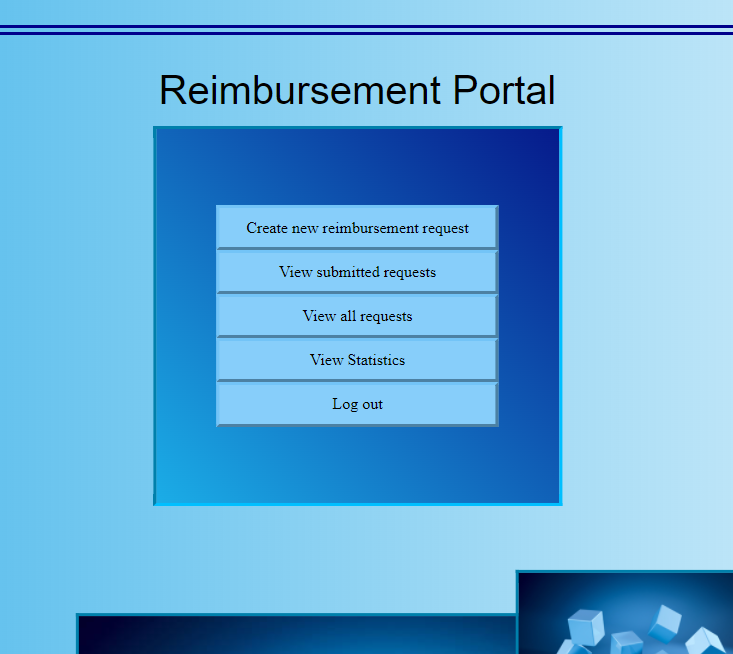 Reimbursement Portal
Create new reimbursement request
View submitted requests
View all requests
View Statistics
Log out